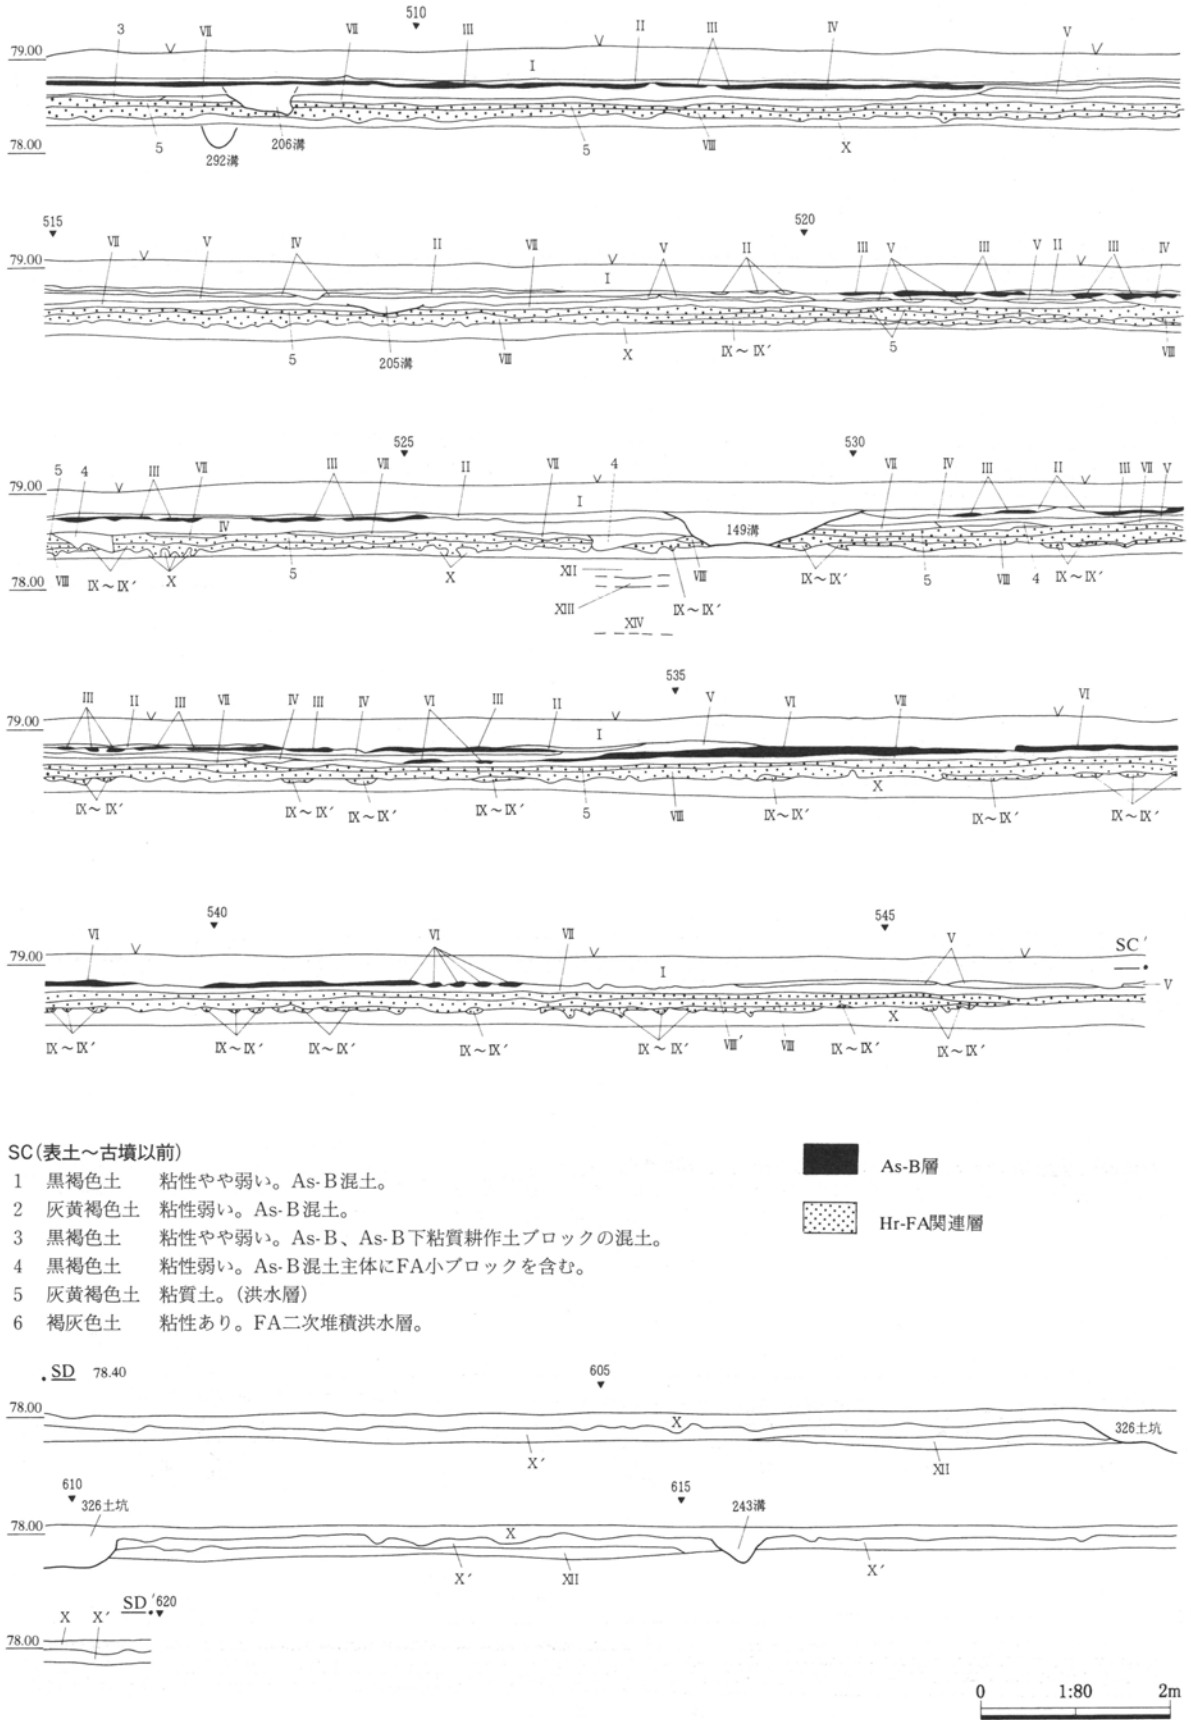 510
3 Ⅶ Ⅶ Ⅲ Ⅱ Ⅲ Ⅳ Ⅴ
79.00
Ⅰ
78.00
5 292溝 206溝 5 Ⅷ Ⅹ
515 520
Ⅶ Ⅴ Ⅳ Ⅱ Ⅶ Ⅴ Ⅱ Ⅲ Ⅴ Ⅲ Ⅴ Ⅱ Ⅲ Ⅳ
79.00
Ⅰ
5 205溝 Ⅷ Ⅹ Ⅸ～Ⅸ′ 5 Ⅷ
525 530
5 4 Ⅲ Ⅶ Ⅲ Ⅶ Ⅱ Ⅶ 4 Ⅶ Ⅳ Ⅲ Ⅱ Ⅲ Ⅶ Ⅴ
79.00
Ⅰ
Ⅳ 149溝
78.00
Ⅷ Ⅸ～Ⅸ′ Ⅹ 5 Ⅹ Ⅻ Ⅷ Ⅸ～Ⅸ′ 5 Ⅷ 4 Ⅸ～Ⅸ′
XIII Ⅸ～Ⅸ′
XIV
535
Ⅲ Ⅱ Ⅲ Ⅶ Ⅳ Ⅲ Ⅳ Ⅵ Ⅲ Ⅱ Ⅴ Ⅵ Ⅶ Ⅵ
79.00
Ⅰ
Ⅹ
Ⅸ～Ⅸ′ Ⅸ～Ⅸ′ Ⅸ～Ⅸ′ Ⅸ～Ⅸ′ 5 Ⅷ Ⅸ～Ⅸ′ Ⅸ～Ⅸ′ Ⅸ～Ⅸ′
540 545
Ⅵ Ⅵ Ⅶ Ⅴ SC′
79.00
Ⅰ
Ⅴ
Ⅹ
Ⅸ～Ⅸ′ Ⅸ～Ⅸ′ Ⅸ～Ⅸ′ Ⅸ～Ⅸ′ Ⅸ～Ⅸ′ Ⅷ′ Ⅷ Ⅸ～Ⅸ′ Ⅸ～Ⅸ′
SC(表土～古墳以前)
1 黒褐色土 粘性やや弱い。As-B混土。
2 灰黄褐色土 粘性弱い。As-B混土。
3 黒褐色土 粘性やや弱い。As-B、As-B下粘質耕作土ブロックの混土。
4 黒褐色土 粘性弱い。As-B混土主体にFA小ブロックを含む。
5 灰黄褐色土 粘質土。(洪水層)
6 褐灰色土 粘性あり。FA二次堆積洪水層。
As-B層
Hr-FA関連層
SD 78.40
605
78.00
Ⅹ
326土坑
Ⅹ′ Ⅻ
610 615
326土坑 243溝
78.00
Ⅹ
Ⅹ′ Ⅻ Ⅹ′
SD′ 620
Ⅹ Ⅹ′
78.00
0 1:80 2m